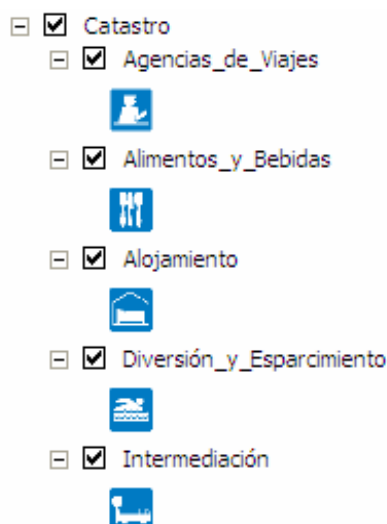 Catastro
Agencias_de_Viajes
Alimentos_y_Bebidas
Alojamiento
Diversión_y_Esparcimiento
Intermediación